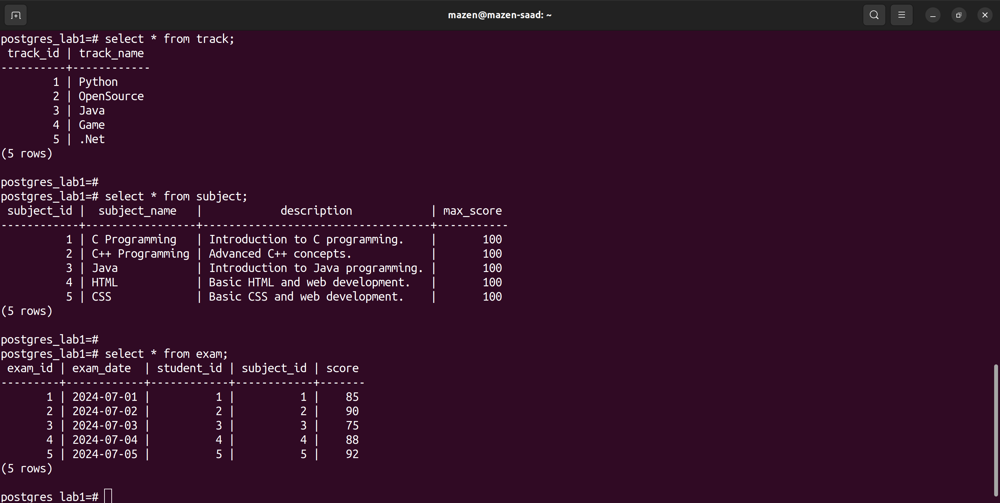 mazen@mazen-saad: ~
postgres_lab1=# select * from track;
 track_id | track_name
----------+------------
        1 | Python
        2 | OpenSource
        3 | Java
        4 | Game
        5 | .Net
(5 rows)

postgres_lab1=#
postgres_lab1=# select * from subject;
 subject_id |  subject_name   |            description            | max_score
------------+-----------------+-----------------------------------+-----------
          1 | C Programming   | Introduction to C programming.    |       100
          2 | C++ Programming | Advanced C++ concepts.            |       100
          3 | Java            | Introduction to Java programming. |       100
          4 | HTML            | Basic HTML and web development.   |       100
          5 | CSS             | Basic CSS and web development.    |       100
(5 rows)

postgres_lab1=#
postgres_lab1=# select * from exam;
 exam_id | exam_date  | student_id | subject_id | score
---------+------------+------------+------------+-------
       1 | 2024-07-01 |          1 |          1 |    85
       2 | 2024-07-02 |          2 |          2 |    90
       3 | 2024-07-03 |          3 |          3 |    75
       4 | 2024-07-04 |          4 |          4 |    88
       5 | 2024-07-05 |          5 |          5 |    92
(5 rows)

postgres_lab1=#